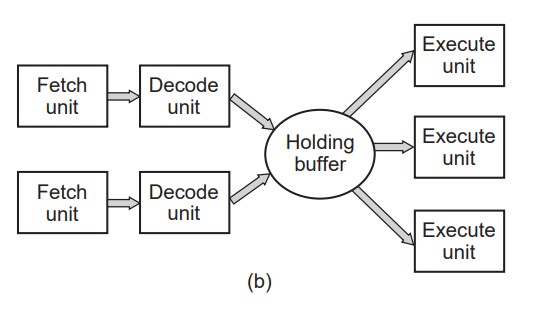 Fetch
unit
Decode
unit
Fetch
unit
Decode
unit
Holding
buffer
Execute
unit
Execute
unit
Execute
unit
(b)